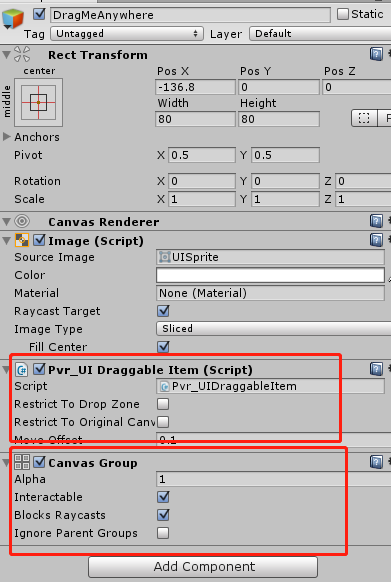 DragMeAnywhere Static
Tag Untagged Layer Default
Rect Transform
center Pos X Pos Y Pos Z
middle -136.8 0 0
Width Height
80 80
Anchors
Pivot X 0.5 Y 0.5
Rotation X 0 Y 0 Z 0
Scale X 1 Y 1 Z 1
Canvas Renderer
Image (Script)
Source Image UISprite
Color
Material None (Material)
Raycast Target
Image Type Sliced
Fill Center
Pvr_UI Draggable Item (Script)
Script Pvr_UIDraggableItem
Restrict To Drop Zone
Restrict To Original Canv
Move Offset 0.1
Canvas Group
Alpha 1
Interactable
Blocks Raycasts
Ignore Parent Groups
Add Component